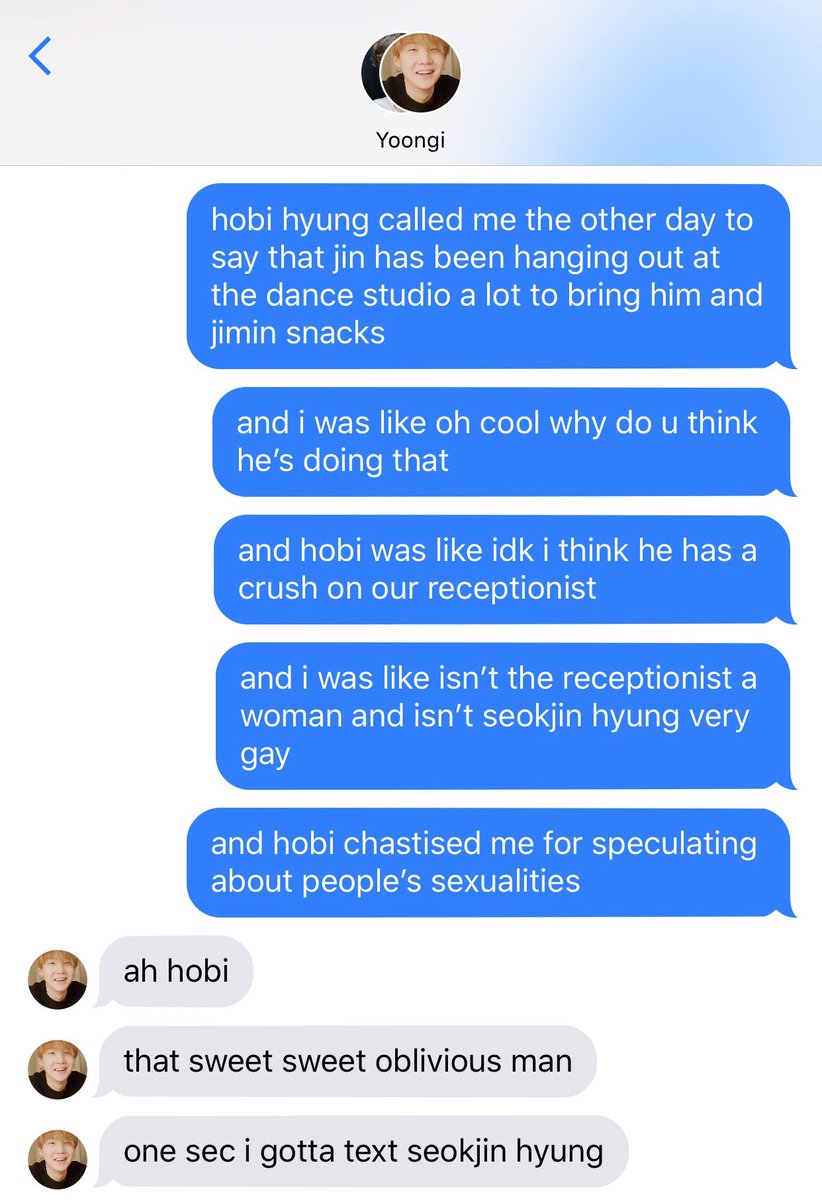 Yoongi
hobi hyung called me the other day to
say that jin has been hanging out at
the dance studio a lot to bring him and
jimin snacks
and i was like oh cool why do u think
he’s doing that
and hobi was like idk i think he has a
crush on our receptionist
and i was like isn’t the receptionist a
woman and isn’t seokjin hyung very
gay
and hobi chastised me for speculating
about people’s sexualities
ah hobi
that sweet sweet oblivious man
one sec i gotta text seokjin hyung